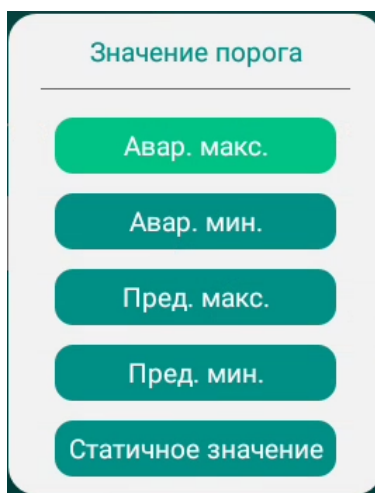 Значение порога
Авар. макс.
Авар. мин.
Пред. макс.
Пред. мин.
Статичное значение